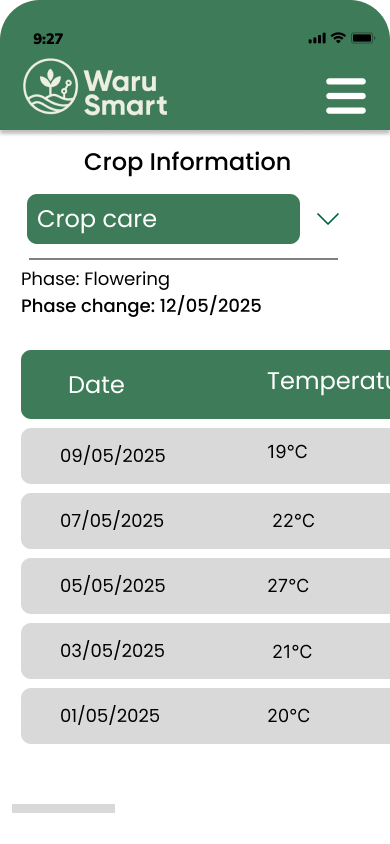 9:27
Waru
Smart
Crop Information
Crop care
Phase: Flowering
Phase change: 12/05/2025
Date Temperatu
09/05/2025 19°C
07/05/2025 22°C
05/05/2025 27°C
03/05/2025 21°C
01/05/2025 20°C